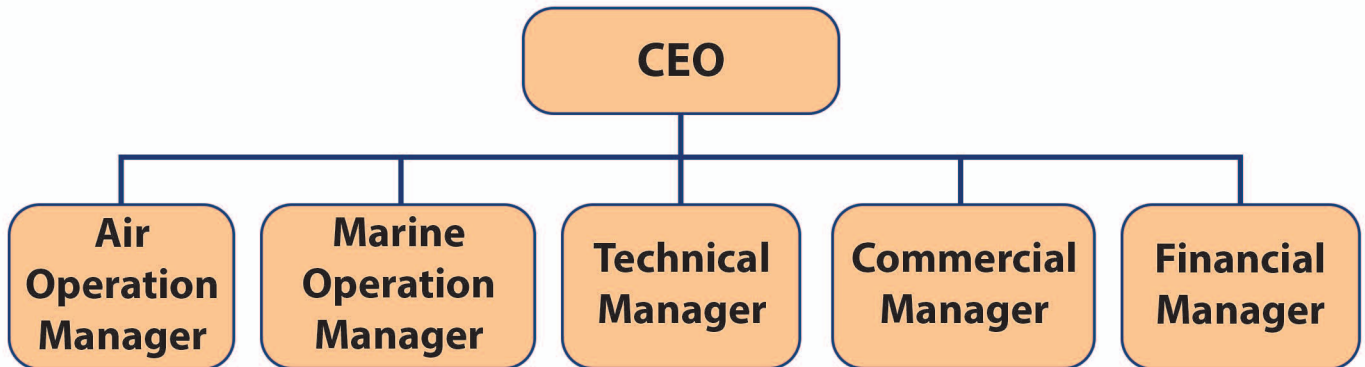 CEO
Air
Operation
Manager
Marine
Operation
Manager
Technical
Manager
Commercial
Manager
Financial
Manager